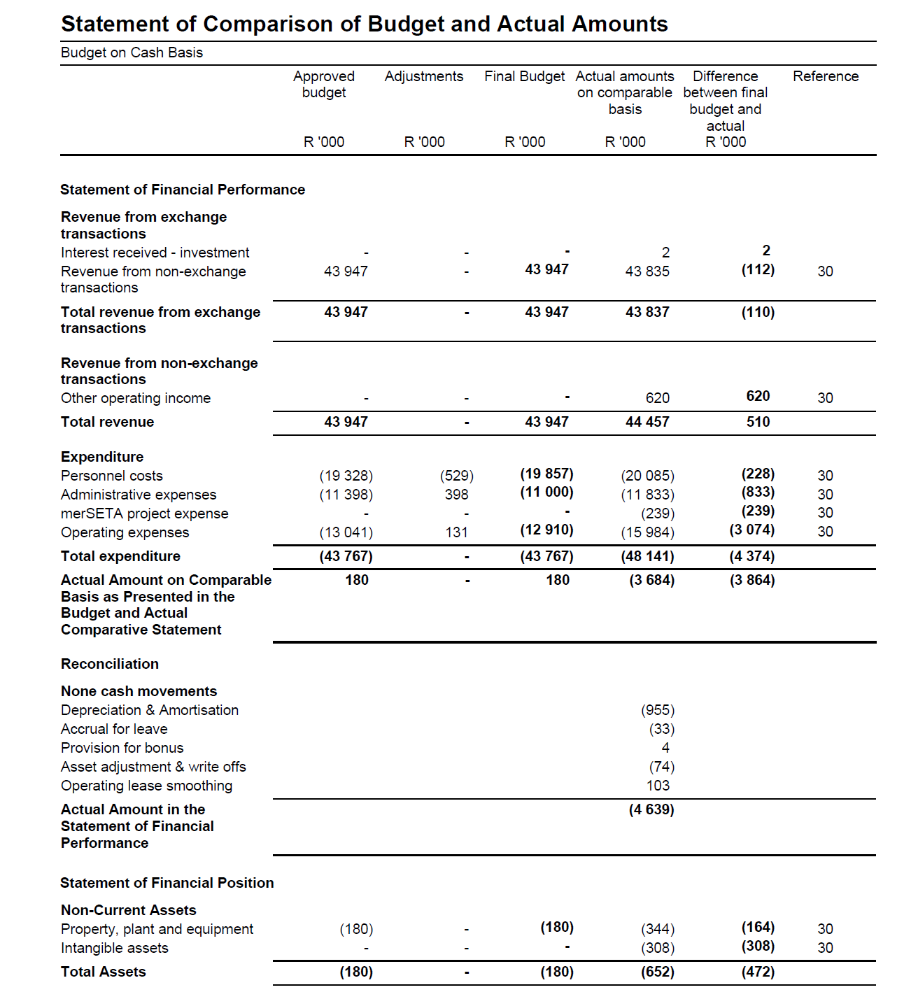 Statement of Comparison of Budget and Actual Amounts
Budget on Cash Basis
Approved Adjustments Final Budget Actual amounts Difference Reference
budget on comparable between final
basis budget and
actual
R '000 R '000 R '000 R '000 R '000
Statement of Financial Performance
Revenue from exchange
transactions
Interest received - investment - - - 2 2
Revenue from non-exchange 43 947 - 43 947 43 835 (112) 30
transactions
Total revenue from exchange 43 947 - 43 947 43 837 (110)
transactions
Revenue from non-exchange
transactions
Other operating income - - - 620 620 30
Total revenue 43 947 - 43 947 44 457 510
Expenditure
Personnel costs (19 328) (529) (19 857) (20 085) (228) 30
Administrative expenses (11 398) 398 (11 000) (11 833) (833) 30
merSETA project expense - - - (239) (239) 30
Operating expenses (13 041) 131 (12 910) (15 984) (3 074) 30
Total expenditure (43 767) - (43 767) (48 141) (4 374)
Actual Amount on Comparable 180 - 180 (3 684) (3 864)
Basis as Presented in the
Budget and Actual
Comparative Statement
Reconciliation
None cash movements
Depreciation & Amortisation (955)
Accrual for leave (33)
Provision for bonus 4
Asset adjustment & write offs (74)
Operating lease smoothing 103
Actual Amount in the (4 639)
Statement of Financial
Performance
Statement of Financial Position
Non-Current Assets
Property, plant and equipment (180) - (180) (344) (164) 30
Intangible assets - - - (308) (308) 30
Total Assets (180) - (180) (652) (472)